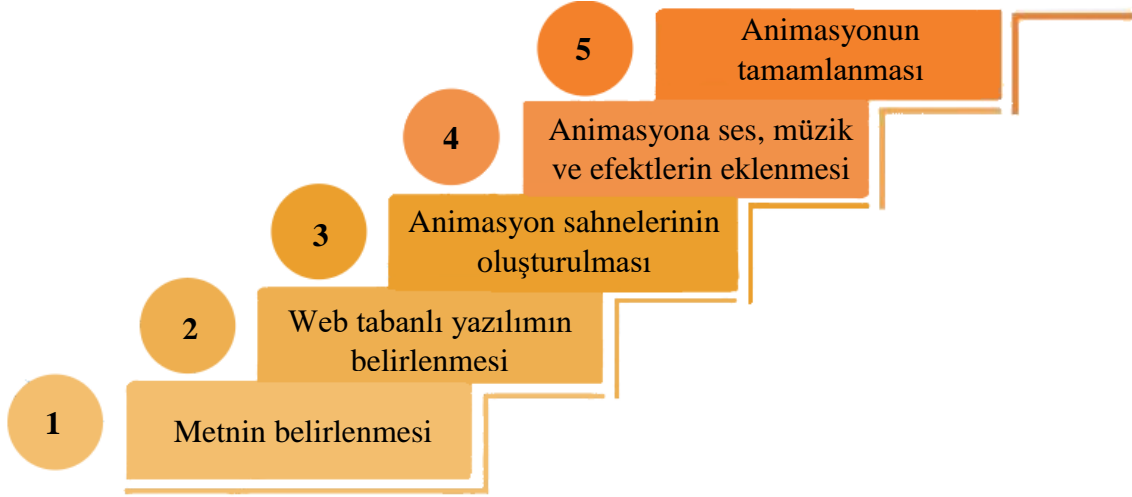 5
Animasyonun
tamamlanması
4
Animasyona ses, müzik
ve efektlerin eklenmesi
3
Animasyon sahnelerinin
oluşturulması
2
Web tabanlı yazılımın
belirlenmesi
1
Metnin belirlenmesi